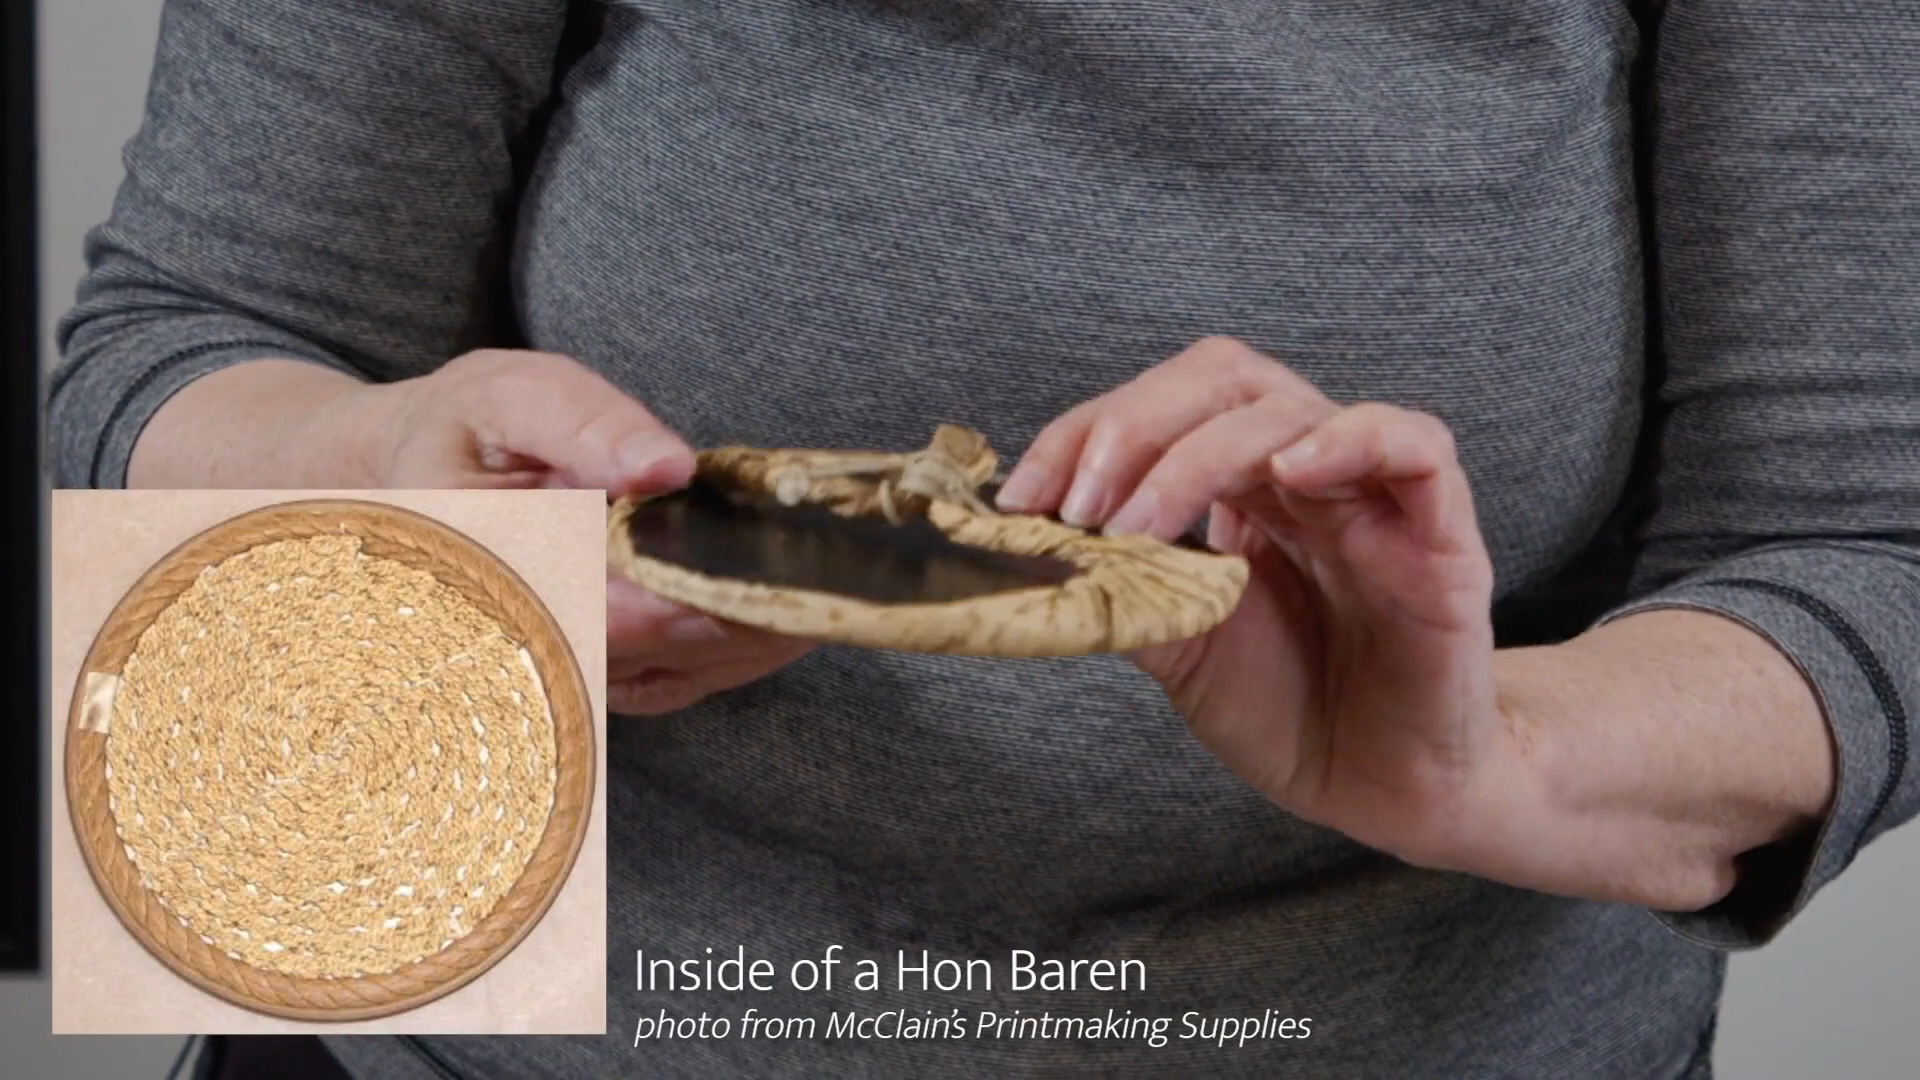 Inside of a Hon Baren
photo from McClain's Printmaking Supplies